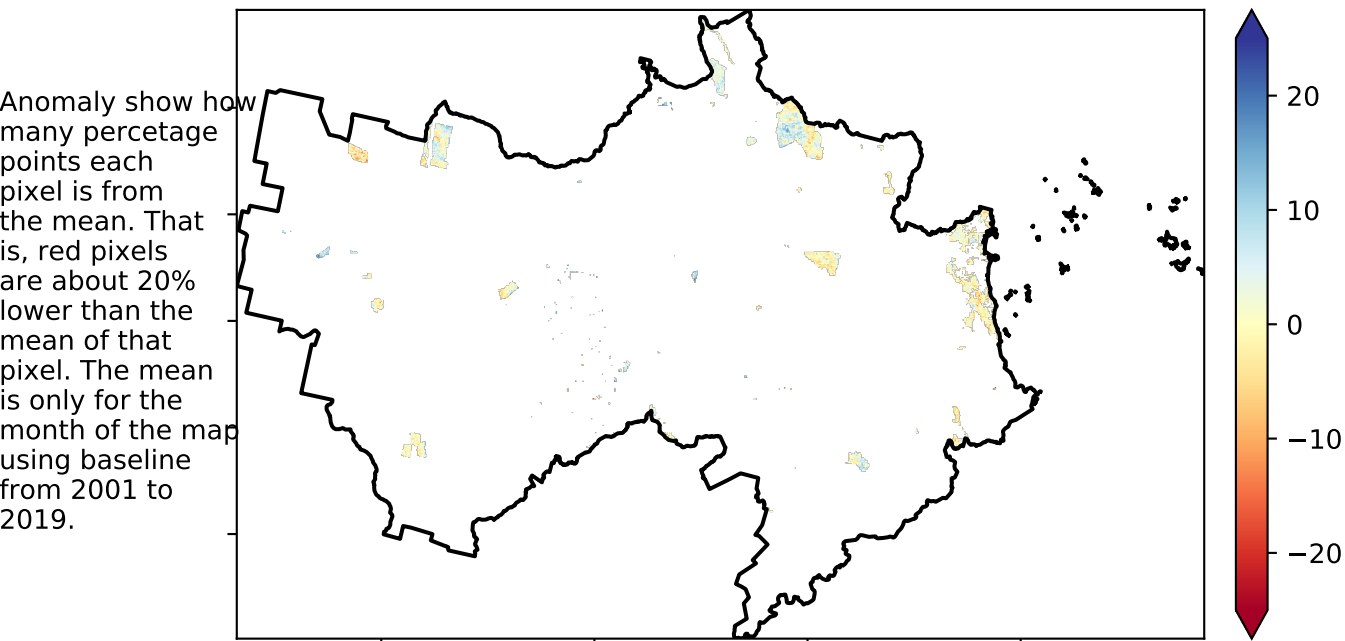 Anomaly show how
many percetage
points each
pixel is from
the mean. That
is, red pixels
are about 20%
lower than the
mean of that
pixel. The mean
is only for the
month of the map
using baseline
from 2001 to
2019.
20
10
0
−10
−20